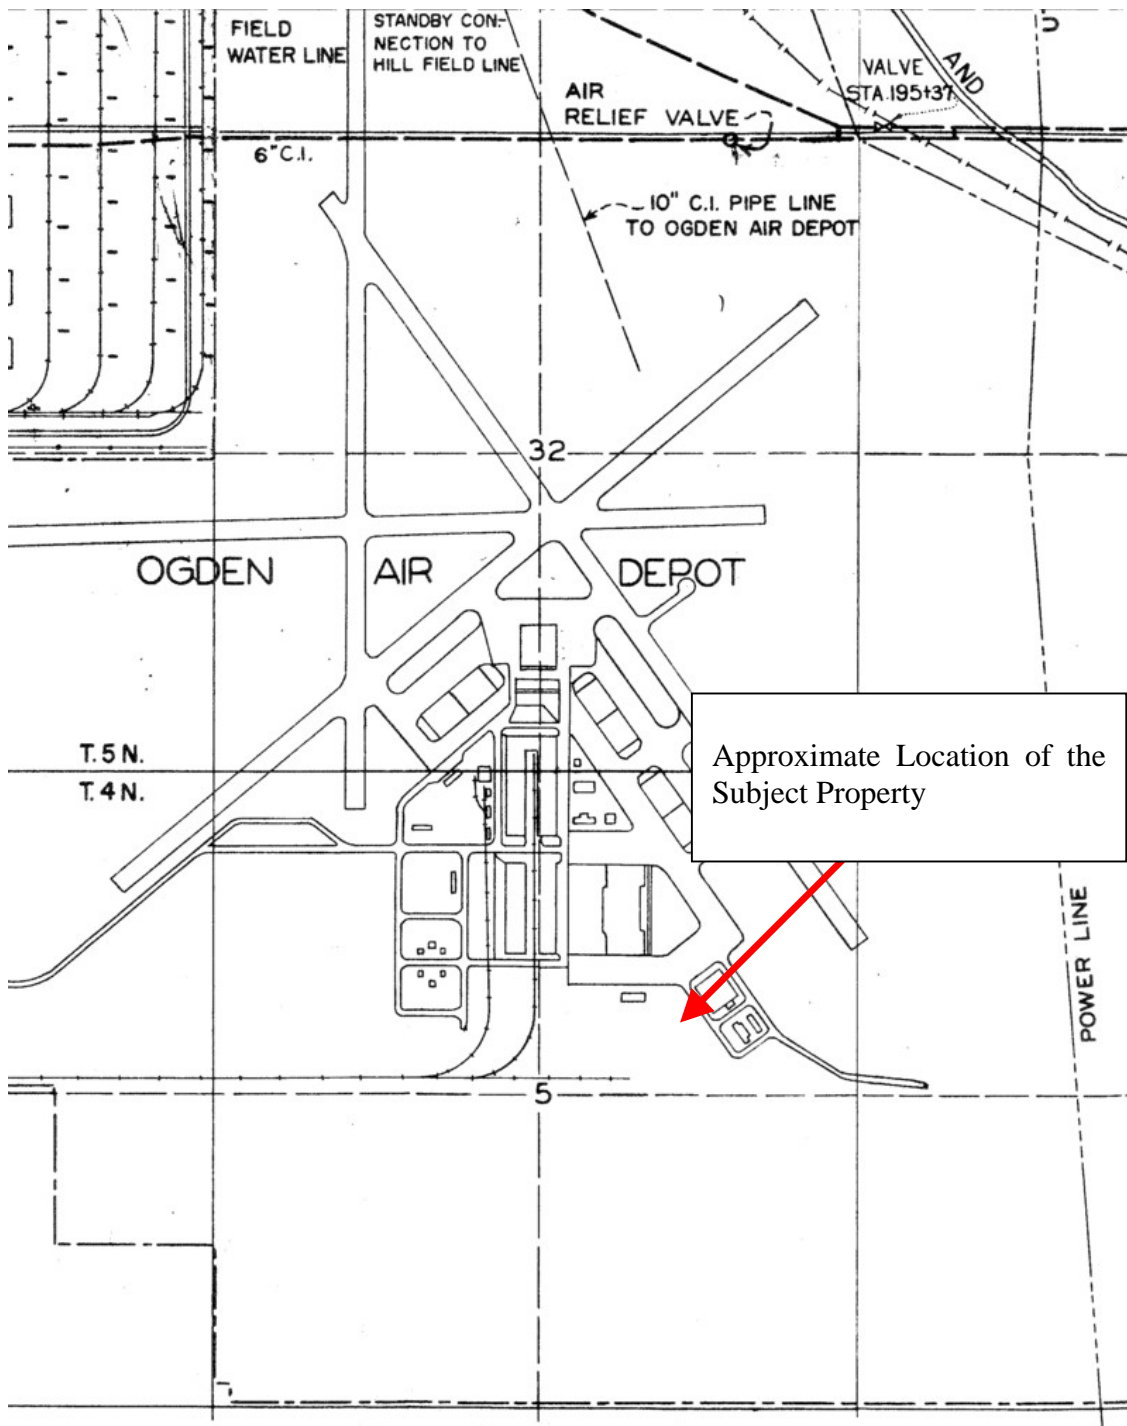 FIELD
WATER LINE
STANDBY CON-
NECTION TO
HILL FIELD LINE
AIR
RELIEF VALVE
VALVE
STA.195+37
AND
6" C.I.
10" C.I. PIPE LINE
TO OGDEN AIR DEPOT
32
OGDEN AIR DEPOT
T. 5 N.
T. 4 N.
Approximate Location of the
Subject Property
POWER LINE
5